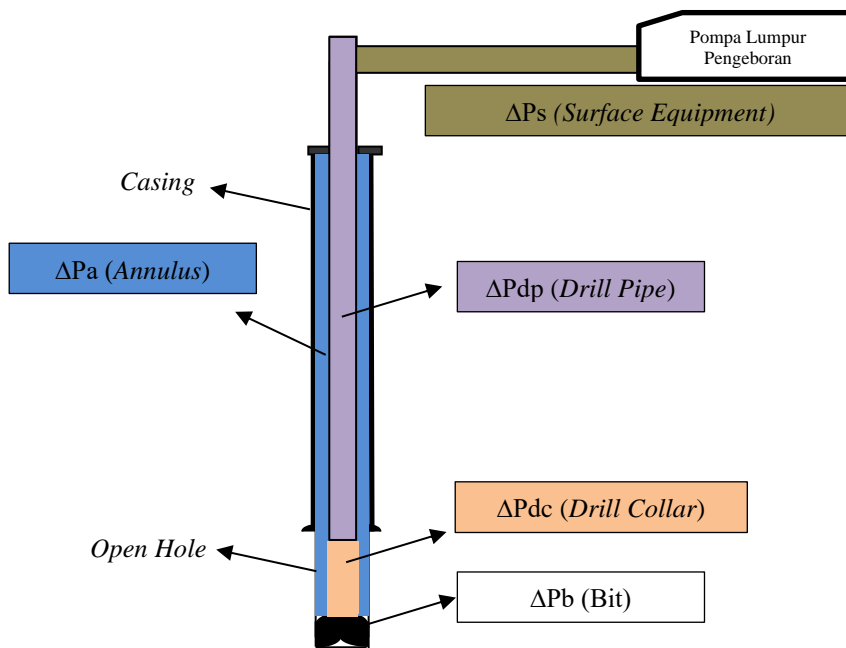 Pompa Lumpur
Pengeboran
ΔPs (Surface Equipment)
Casing
ΔPa (Annulus)
ΔPdp (Drill Pipe)
ΔPdc (Drill Collar)
Open Hole
ΔPb (Bit)